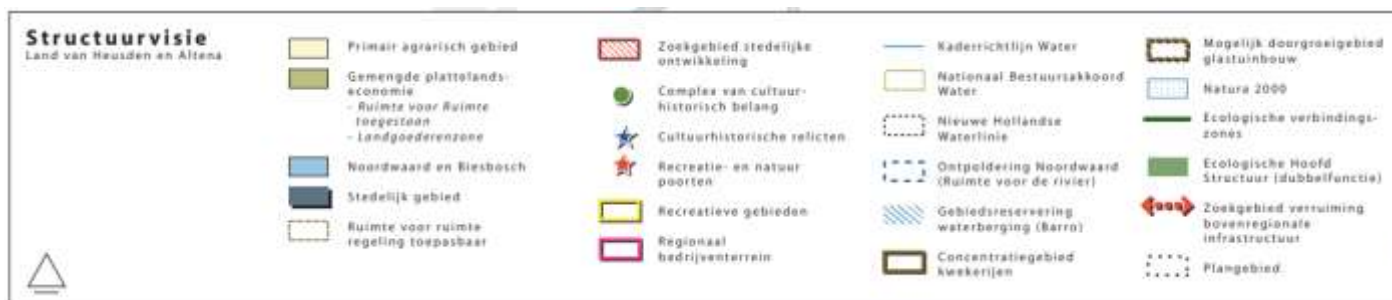 Structuurvisie
Land van Heusden en Altena
Primair agrarisch gebied
Gemengde plattolands-
economie
- Ruimte voor Ruimte
toegestaan
- Landgoederenzone
Noordwaard en Biesbosch
Stedelijk gebied
Ruimte voor ruimte
regeling toepasbaar
Zoekgebied stedelijke
ontwikkeling
Complex van cultuur-
historisch belang
Cultuurhistorische relicten
Recreatie- en natuur
poorten
Recreatieve gebieden
Regionaal
bedrijventerrein
Kaderrichtlijn Water
Nationaal Bestuursakkoord
Water
Nieuwe Hollandse
Waterlinie
Ontpoldering Noordwaard
(Ruimte voor de rivier)
Gebiedsreservering
waterberging (Barro)
Concentratiegebied
kwekerijen
Mogelijk doorgroeigebied
glastuinbouw
Natura 2000
Ecologische verbindings-
zones
Ecologische Hoofd
Structuur (dubbelfunctie)
Zoekgebied verruiming
bovenregionale
infrastructuur
Plangebied